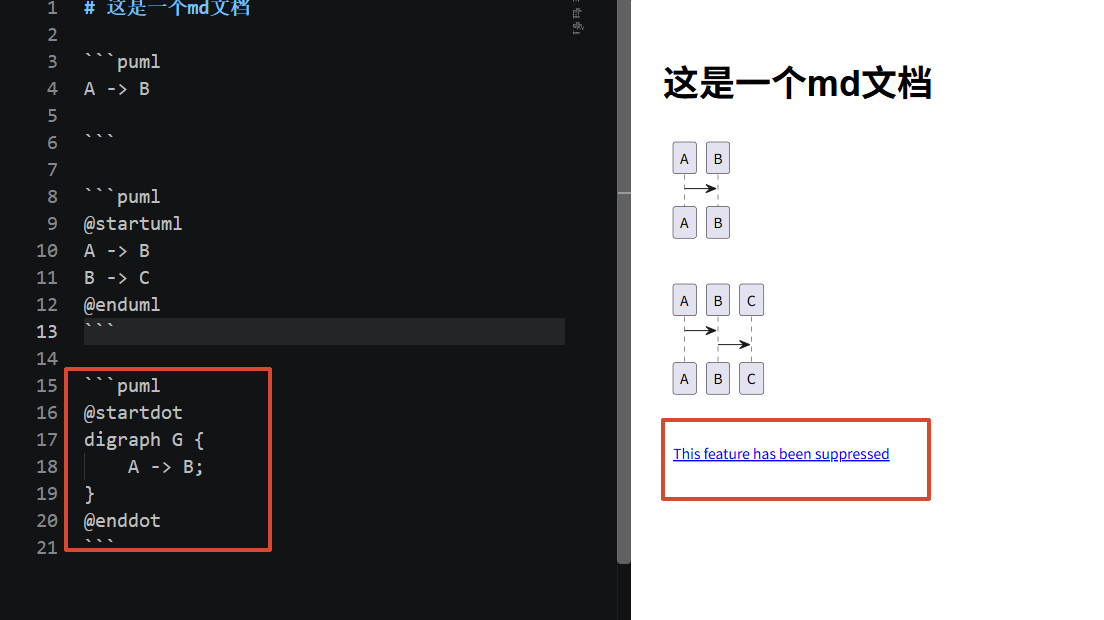 1 # 这是一个md文档
2
3 ```puml
4 A -> B
5
6 ```
7
8 ```puml
9 @startuml
10 A -> B
11 B -> C
12 @enduml
13 ```
14
15 ```puml
16 @startdot
17 digraph G {
18 A -> B;
19 }
20 @enddot
21 ```
这是一个md文档
A B
A B
A B C
A B C
This feature has been suppressed